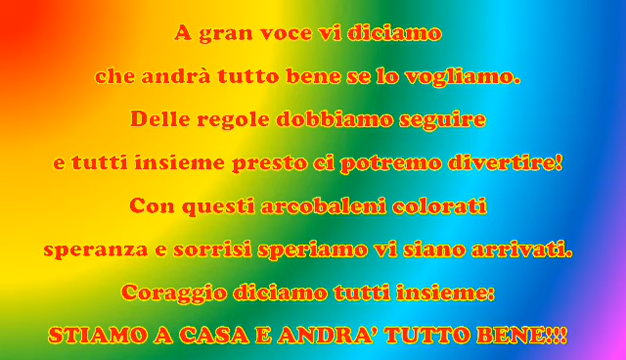 A gran voce vi diciamo
che andrà tutto bene se lo vogliamo.
Delle regole dobbiamo seguire
e tutti insieme presto ci potremo divertire!
Con questi arcobaleni colorati
speranza e sorrisi speriamo vi siano arrivati.
Coraggio diciamo tutti insieme:
STIAMO A CASA E ANDRA’ TUTTO BENE!!!